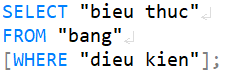 SELECT "bieu thuc"
FROM "bang"
[WHERE "dieu kien"];